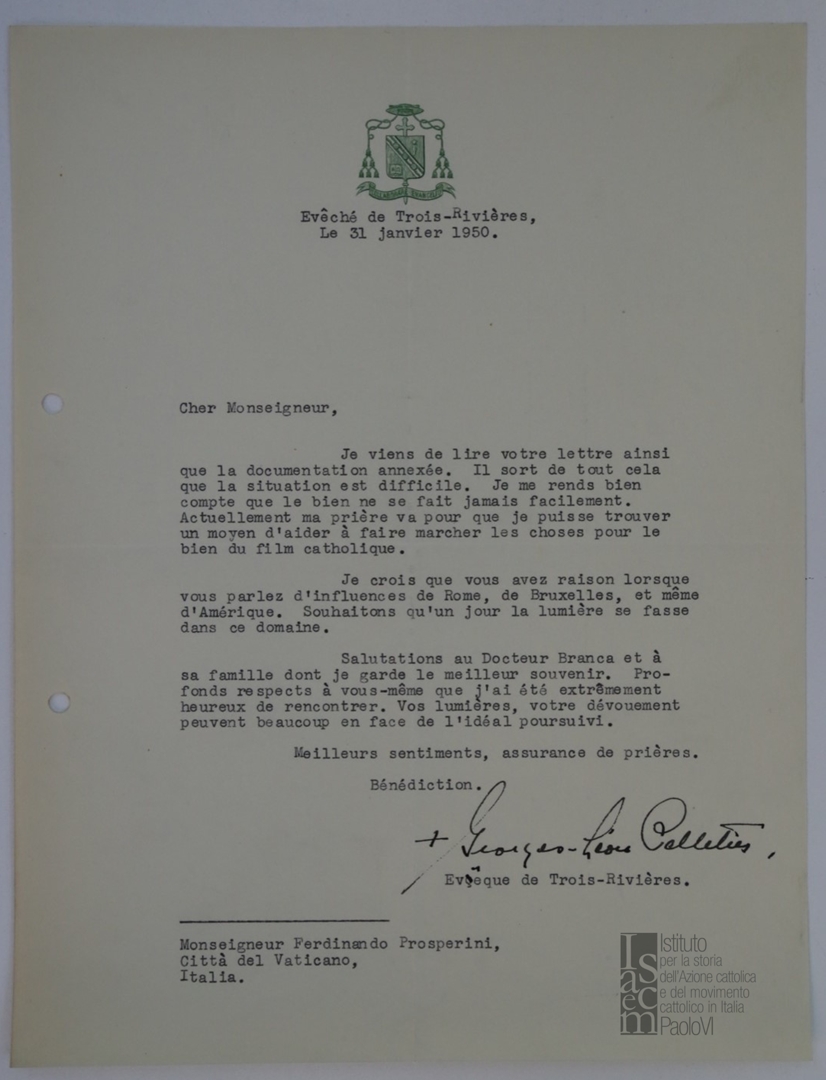 Evêché de Trois-Rivières,
Le 31 janvier 1950.
Cher Monseigneur,
Je viens de lire votre lettre ainsi
que la documentation annexée. Il sort de tout cela
que la situation est difficile. Je me rends bien
compte que le bien ne se fait jamais facilement.
Actuellement ma prière va pour que je puisse trouver
un moyen d'aider à faire marcher les choses pour le
bien du film catholique.
Je crois que vous avez raison lorsque
vous parlez d'influences de Rome, de Bruxelles, et même
d'Amérique. Souhaitons qu'un jour la lumière se fasse
dans ce domaine.
Salutations au Docteur Branca et à
sa famille dont je garde le meilleur souvenir. Pro-
fonds respects à vous-même que j'ai été extrêmement
heureux de rencontrer. Vos lumières, votre dévouement
peuvent beaucoup en face de l'idéal poursuivi.
Meilleurs sentiments, assurance de prières.
Bénédiction.
+ Georges-Léon Pelletier,
Evêque de Trois-Rivières.
Monseigneur Ferdinando Prosperini,
Città del Vaticano,
Italia.
Isacem
Istituto
per la storia
dell'Azione cattolica
e del movimento
cattolico in Italia
PaoloVI